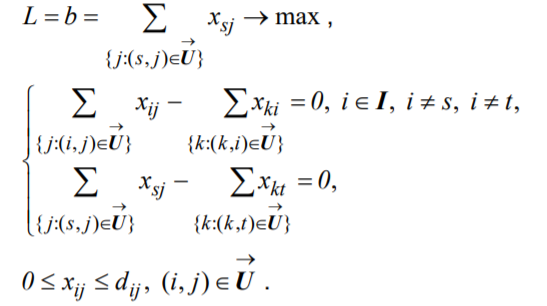 L = b = ∑_{{j:(s,j)∈U⃗}} x_{sj} → max ,
∑_{{j:(i,j)∈U⃗}} x_{ij} − ∑_{{k:(k,i)∈U⃗}} x_{ki} = 0, i ∈ I, i ≠ s, i ≠ t,
∑_{{j:(s,j)∈U⃗}} x_{sj} − ∑_{{k:(k,t)∈U⃗}} x_{kt} = 0,
0 ≤ x_{ij} ≤ d_{ij}, (i, j) ∈ U⃗ .